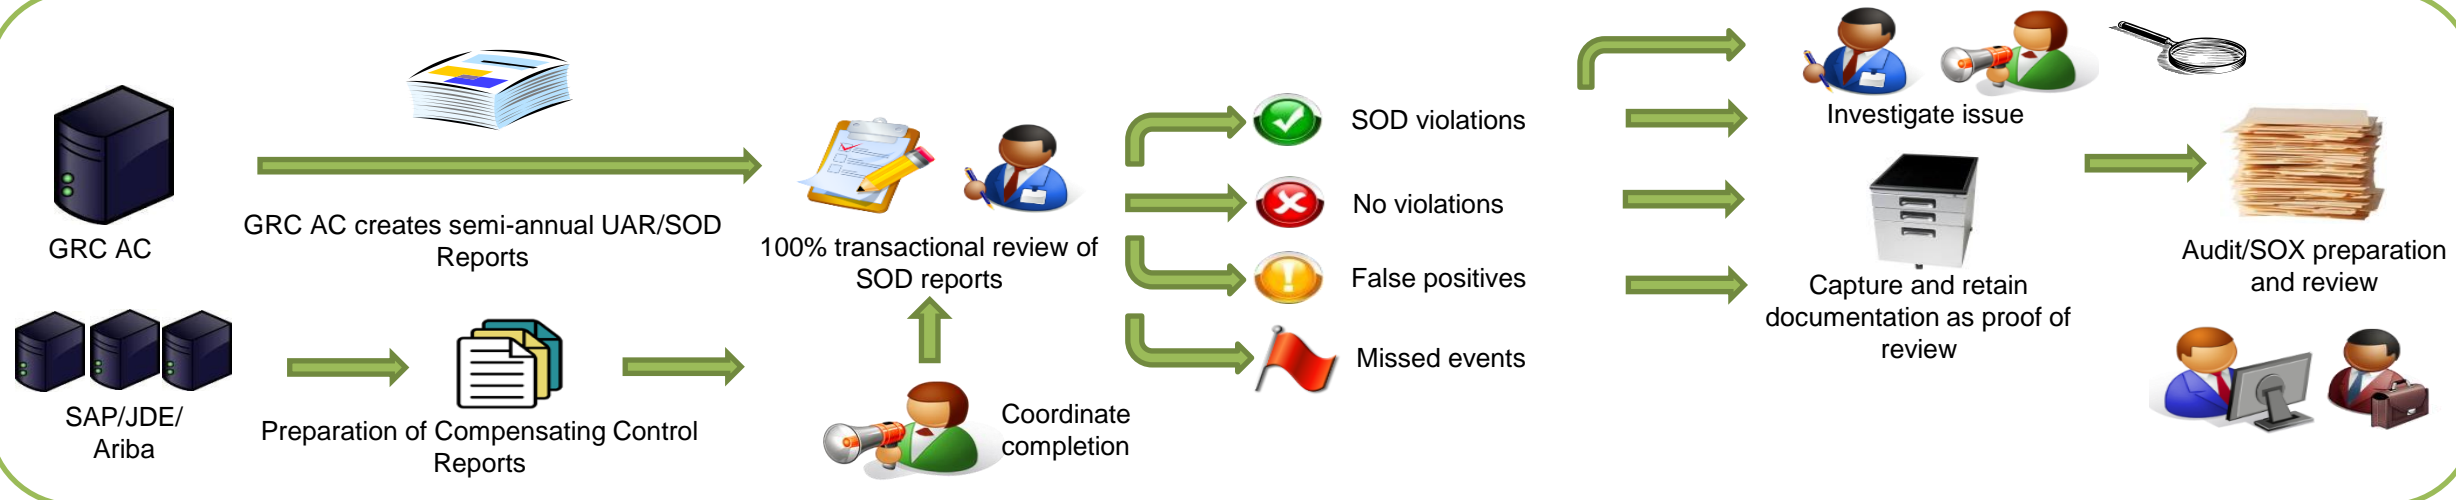 GRC AC
GRC AC creates semi-annual UAR/SOD
Reports
SAP/JDE/
Ariba
Preparation of Compensating Control
Reports
100% transactional review of
SOD reports
Coordinate
completion
SOD violations
No violations
False positives
Missed events
Investigate issue
Capture and retain
documentation as proof of
review
Audit/SOX preparation
and review